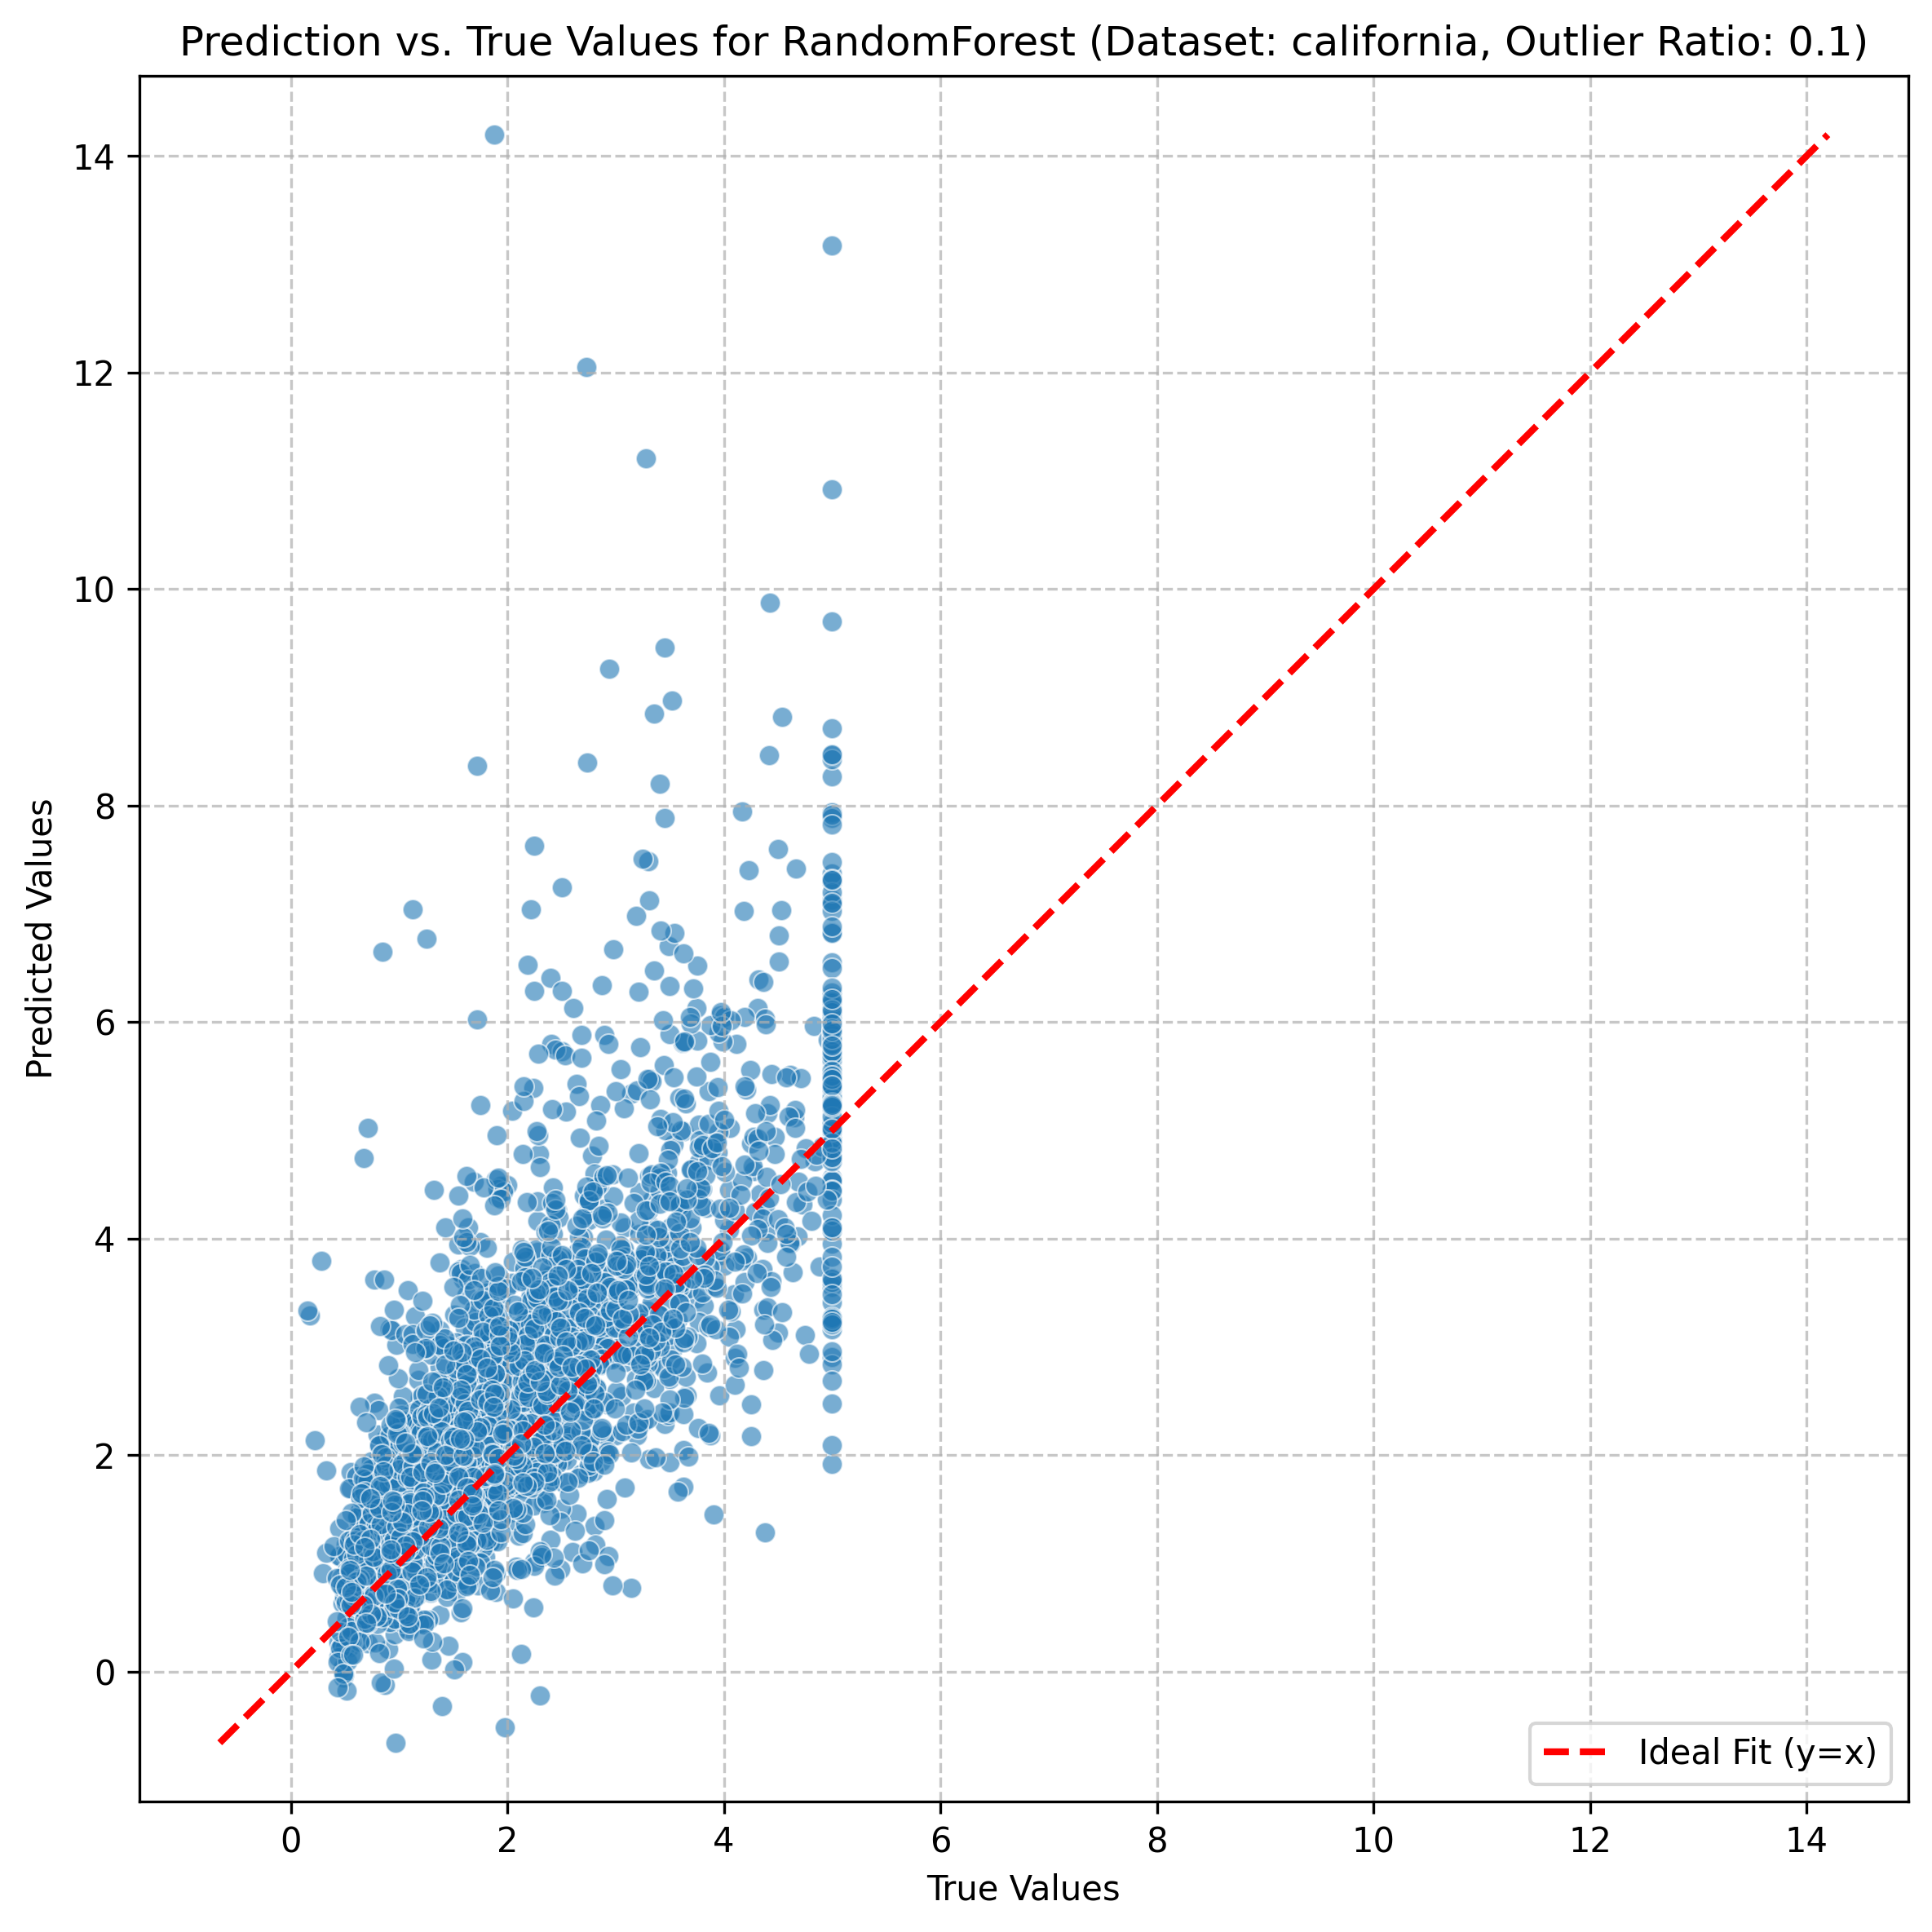 Prediction vs. True Values for RandomForest (Dataset: california, Outlier Ratio: 0.1)
Predicted Values
14
12
10
8
6
4
2
0
Ideal Fit (y=x)
0 2 4 6 8 10 12 14
True Values